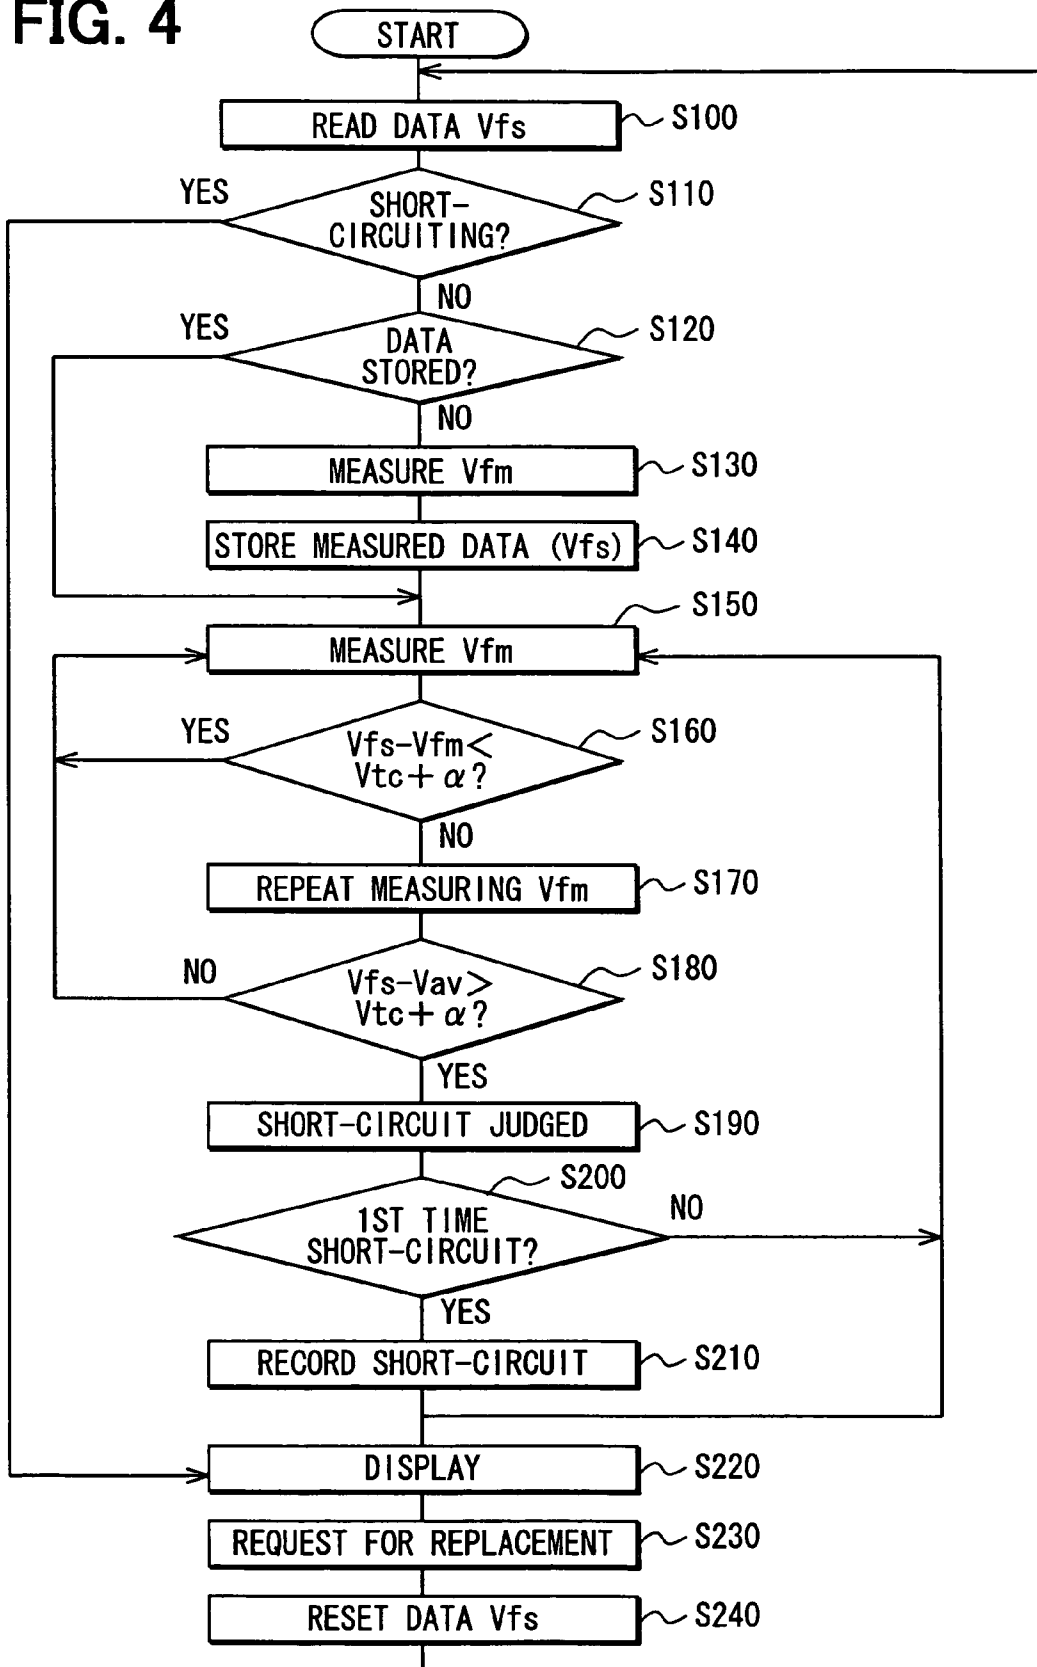 FIG. 4
START
READ DATA Vfs
S100
YES
SHORT-
CIRCUITING?
S110
NO
YES
DATA
STORED?
S120
NO
MEASURE Vfm
S130
STORE MEASURED DATA (Vfs)
S140
S150
MEASURE Vfm
YES
Vfs-Vfm<
Vtc+α?
S160
NO
REPEAT MEASURING Vfm
S170
NO
Vfs-Vav>
Vtc+α?
S180
YES
SHORT-CIRCUIT JUDGED
S190
S200
1ST TIME
SHORT-CIRCUIT?
NO
YES
RECORD SHORT-CIRCUIT
S210
DISPLAY
S220
REQUEST FOR REPLACEMENT
S230
RESET DATA Vfs
S240